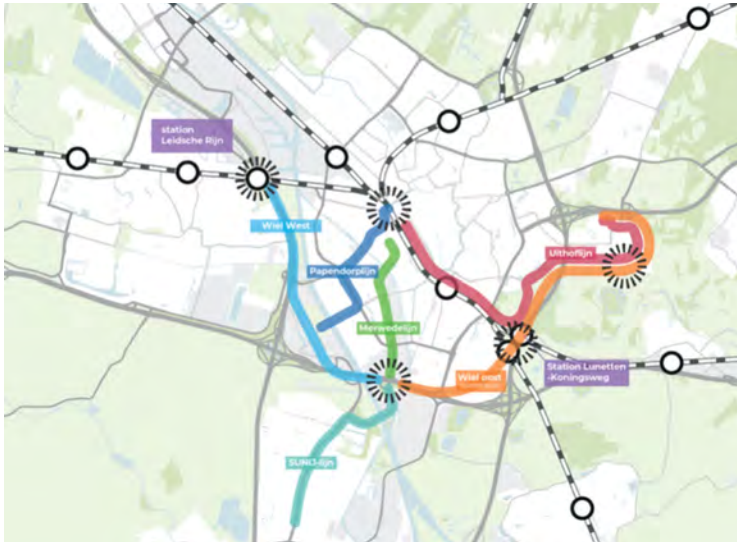 station
Leidsche Rijn
Wiel West
Uithoflijn
Papendorplijn
Merwedelijn
Station Lunetten
-Koningsweg
Wiel oost
SUNIJ-lijn